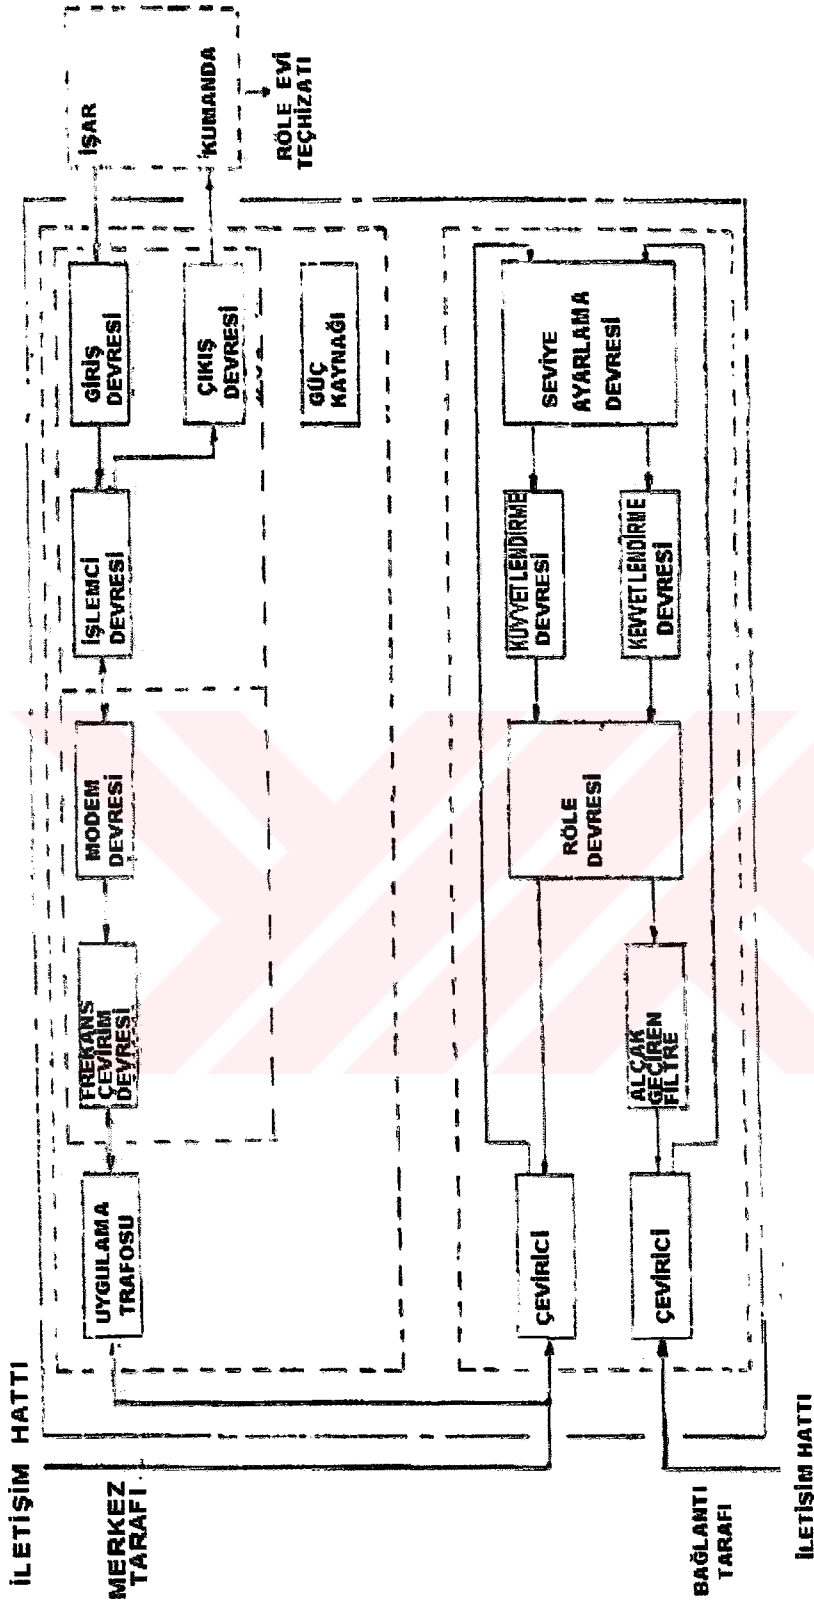 İLETİŞİM HATTI
MERKEZ
TARAFI
UYGULAMA
TRAFOSU
FREKANS
ÇEVİRİM
DEVRESİ
MODEM
DEVRESİ
İŞLEMCİ
DEVRESİ
GİRİŞ
DEVRESİ
ÇIKIŞ
DEVRESİ
GÜÇ
KAYNAĞI
İŞAR
KUMANDA
RÖLE EVİ
TEÇHİZATI
ÇEVİRİCİ
RÖLE
DEVRESİ
KUVVETLENDİRME
DEVRESİ
SEVİYE
AYARLAMA
DEVRESİ
ÇEVİRİCİ
ALÇAK
GEÇİREN
FİLTRE
KEVVETLENDİRME
DEVRESİ
BAĞLANTI
TARAFI
İLETİŞİM HATTI